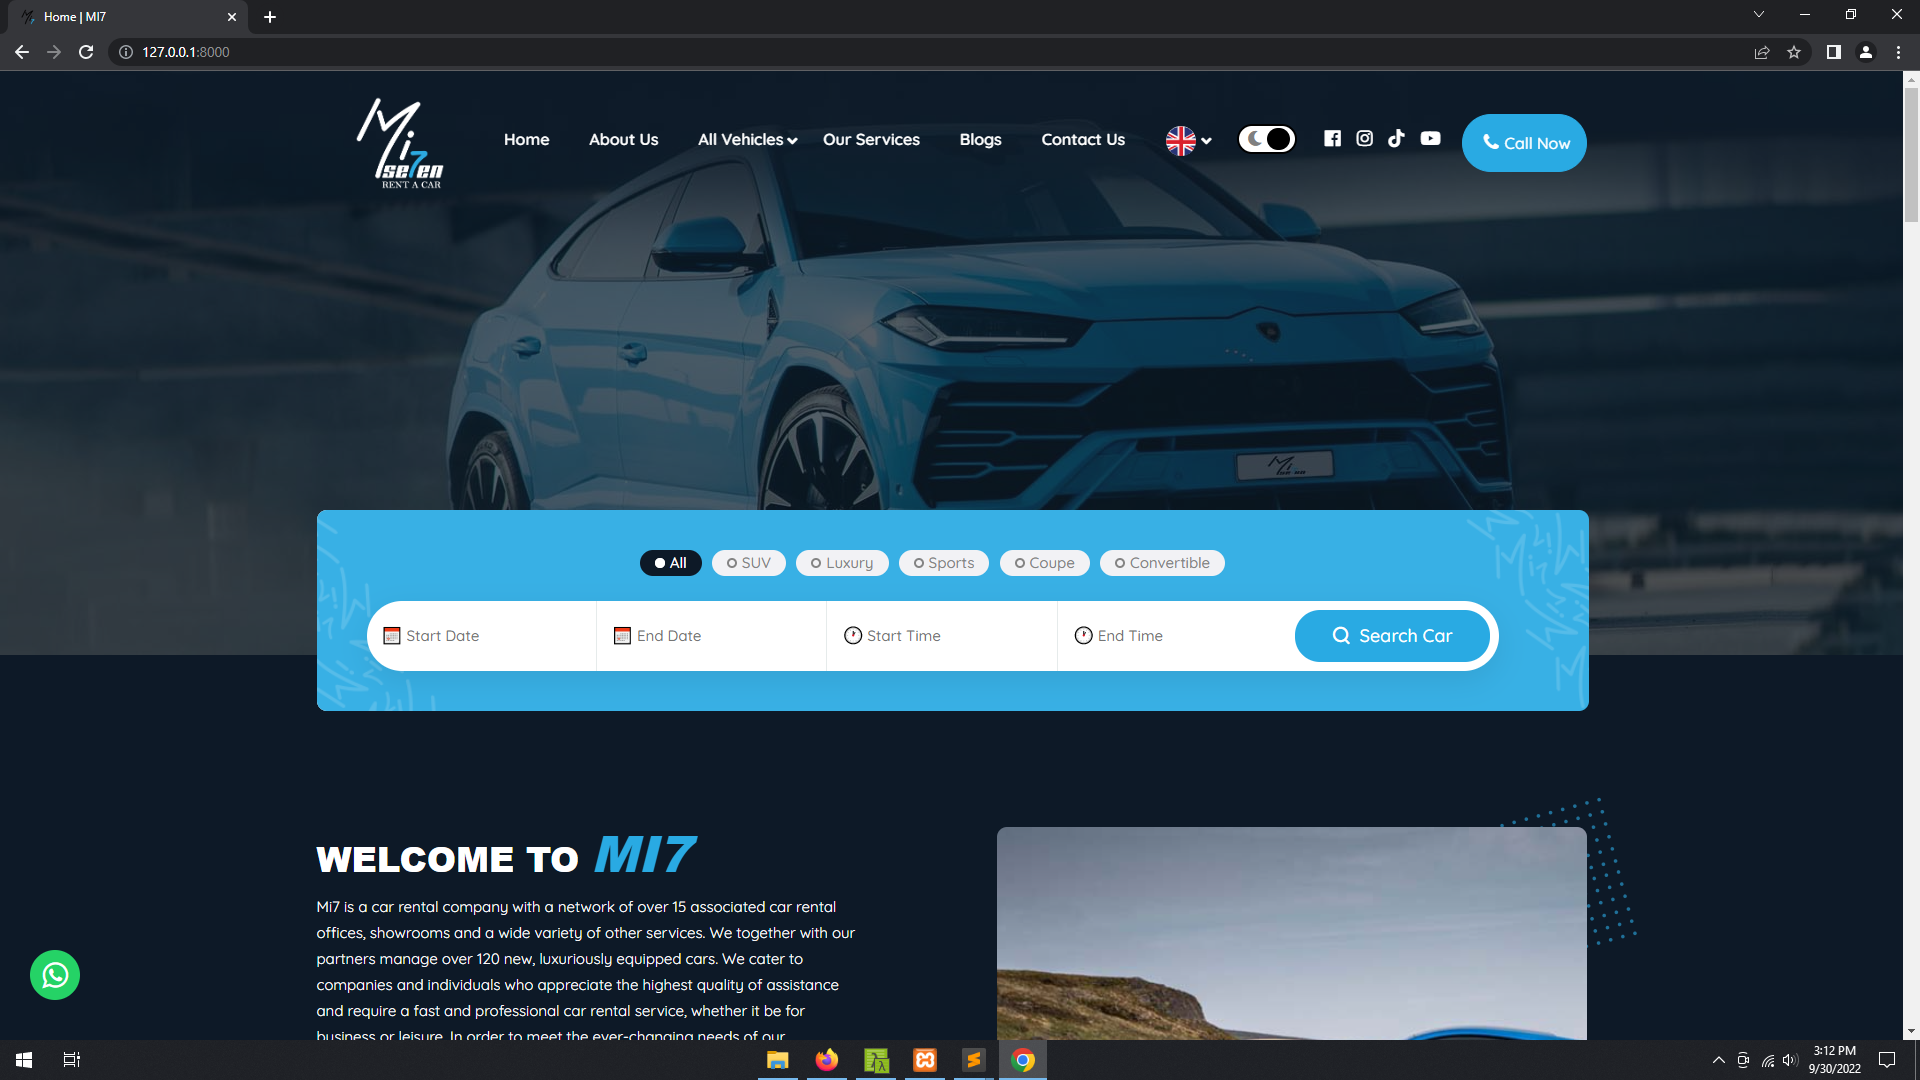 Home | MI7
127.0.0.1:8000
Mi
se7en
RENT A CAR
Home
About Us
All Vehicles
Our Services
Blogs
Contact Us
Call Now
All
SUV
Luxury
Sports
Coupe
Convertible
Start Date
End Date
Start Time
End Time
Search Car
WELCOME TO MI7
Mi7 is a car rental company with a network of over 15 associated car rental
offices, showrooms and a wide variety of other services. We together with our
partners manage over 120 new, luxuriously equipped cars. We cater to
companies and individuals who appreciate the highest quality of assistance
and require a fast and professional car rental service, whether it be for
business or leisure. In order to meet the ever-changing needs of our
3:12 PM
9/30/2022